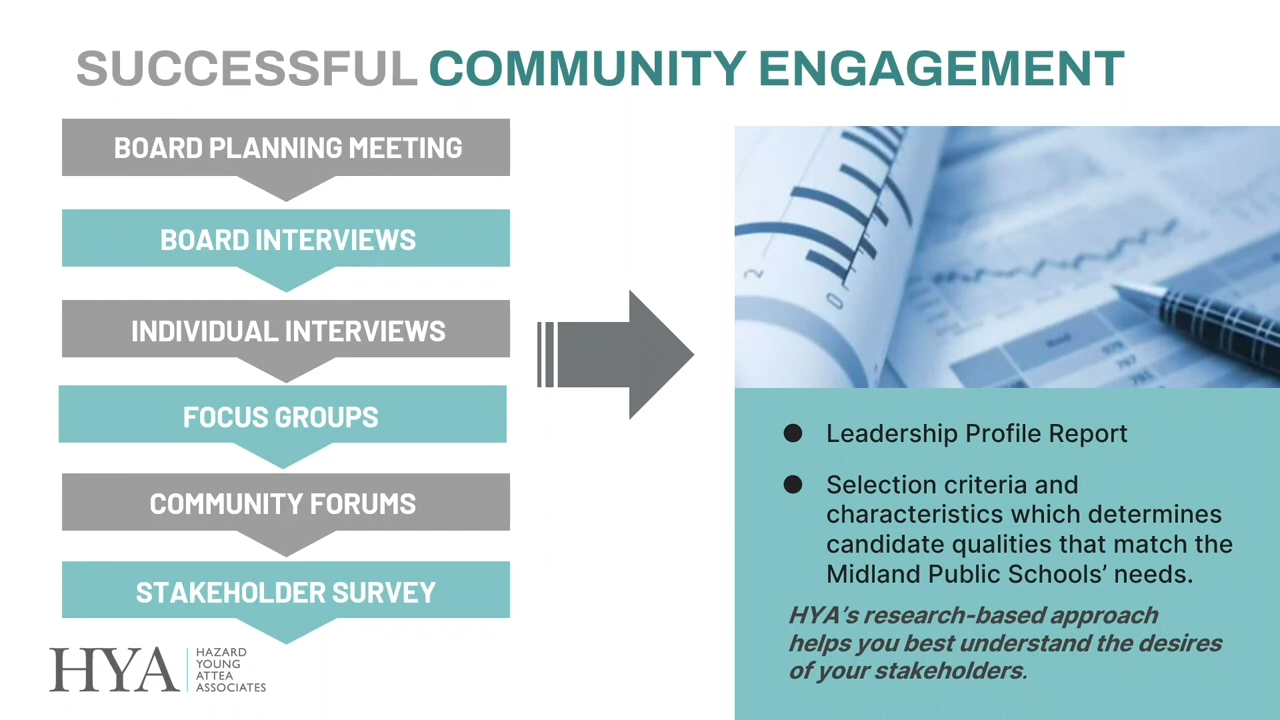 SUCCESSFUL COMMUNITY ENGAGEMENT
BOARD PLANNING MEETING
BOARD INTERVIEWS
INDIVIDUAL INTERVIEWS
FOCUS GROUPS
COMMUNITY FORUMS
STAKEHOLDER SURVEY
HYA
HAZARD
YOUNG
ATTEA
ASSOCIATES
2
0
● Leadership Profile Report
● Selection criteria and
characteristics which determines
candidate qualities that match the
Midland Public Schools’ needs.
HYA’s research-based approach
helps you best understand the desires
of your stakeholders.